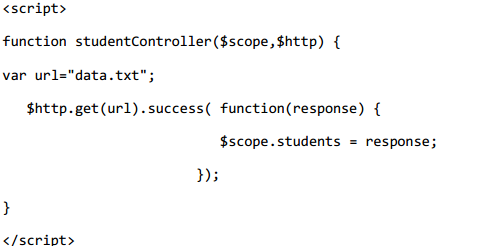 <script>
function studentController($scope,$http) {
var url="data.txt";
$http.get(url).success( function(response) {
$scope.students = response;
});
}
</script>